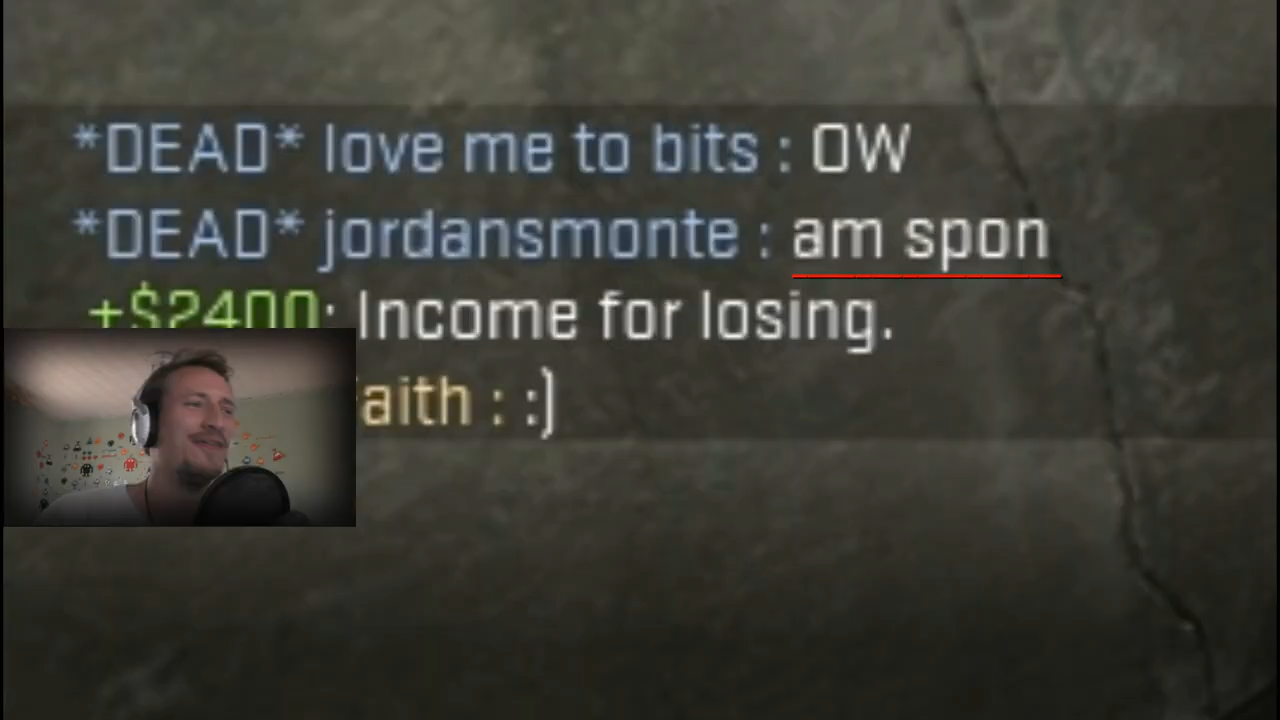 *DEAD* love me to bits : OW
*DEAD* jordansmonte : am spon
+$2400: Income for losing.
aith : :)